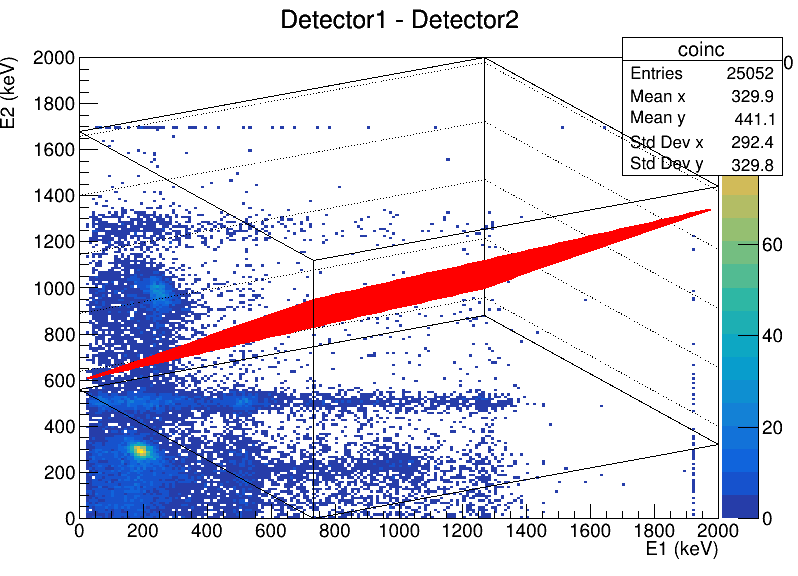 Detector1 - Detector2
coinc
Entries 25052
Mean x 329.9
Mean y 441.1
Std Dev x 292.4
Std Dev y 329.8
E2 (keV)
2000
1800
1600
1400
1200
1000
800
600
400
200
0
0 200 400 600 800 1000 1200 1400 1600 1800 2000
E1 (keV)
0
60
40
20
0